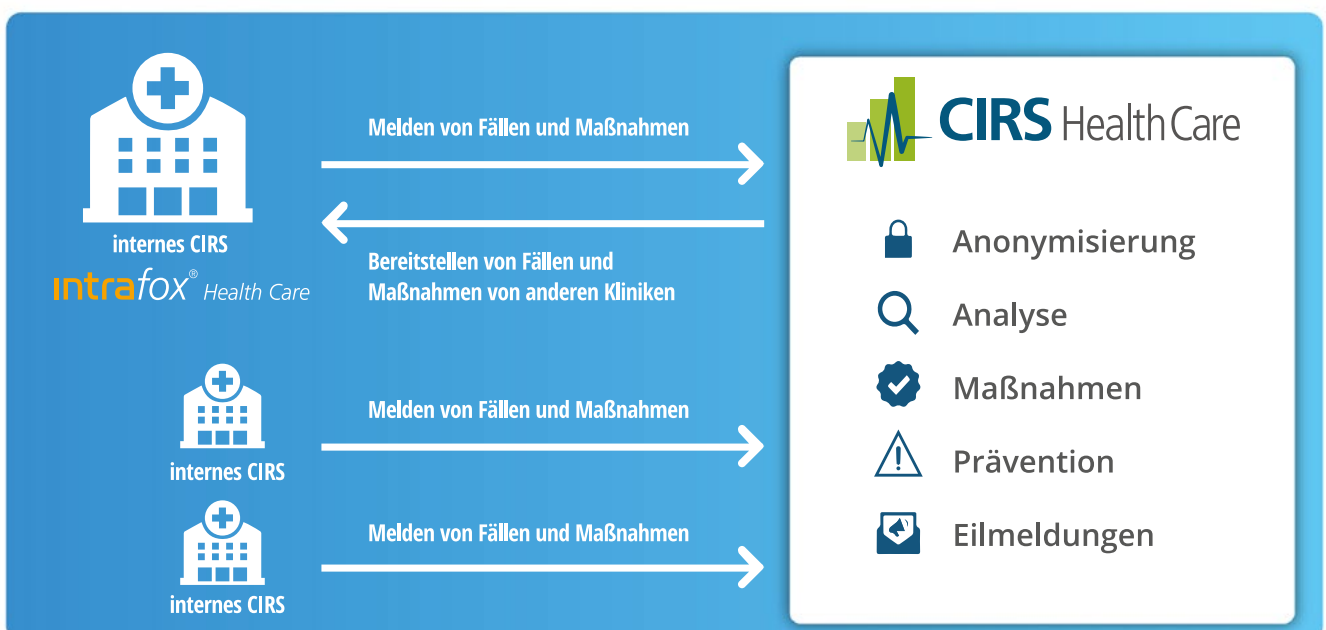 Melden von Fällen und Maßnahmen
internes CIRS
intrafox® Health Care
Bereitstellen von Fällen und
Maßnahmen von anderen Kliniken
Melden von Fällen und Maßnahmen
internes CIRS
Melden von Fällen und Maßnahmen
internes CIRS
CIRS Health Care
Anonymisierung
Analyse
Maßnahmen
Prävention
Eilmeldungen